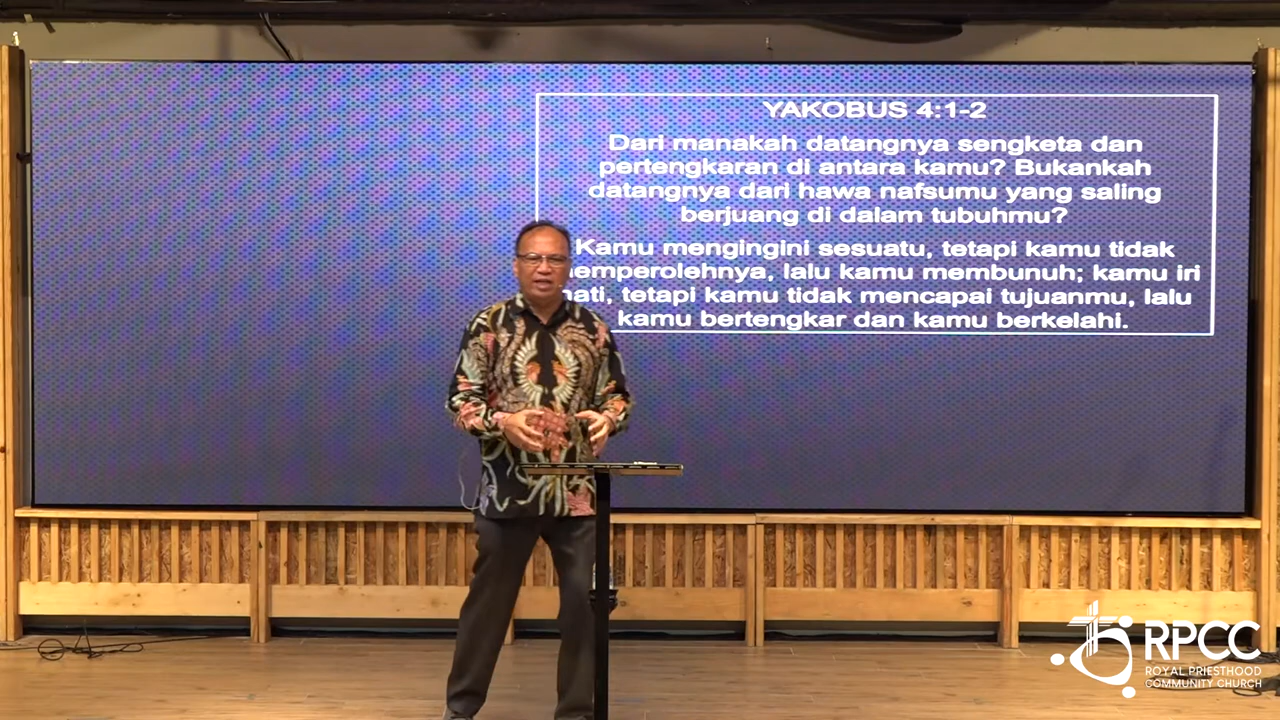 YAKOBUS 4:1-2
Dari manakah datangnya sengketa dan
pertengkaran di antara kamu? Bukankah
datangnya dari hawa nafsumu yang saling
berjuang di dalam tubuhmu?
Kamu mengingini sesuatu, tetapi kamu tidak
lalu kamu membunuh; kamu iri
tetapi kamu tidak mencapai tujuanmu, lalu
kamu bertengkar dan kamu berkelahi.
RPCC
ROYAL PRIESTHOOD
COMMUNITY CHURCH